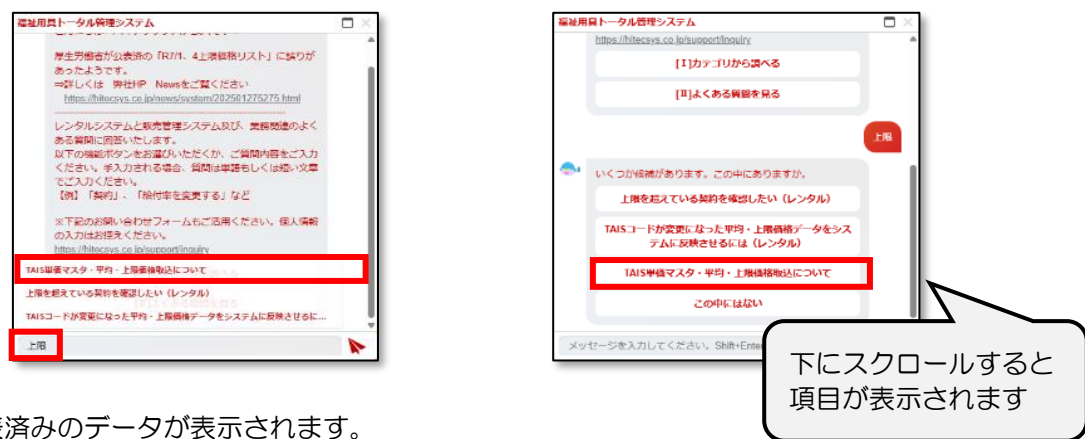 福祉用具トータル管理システム
厚生労働省が公表済の「R7/1、4上限価格リスト」に誤りが
あったようです。
⇒詳しくは 弊社HP Newsをご覧ください
https://hitecsys.co.jp/news/system/202501275275.html
レンタルシステムと販売管理システム及び、業務関連のよく
ある質問に回答いたします。
以下の機能ボタンをお選びいただくか、ご質問内容をご入力
ください。手入力される場合、質問は単語もしくは短い文章
でご入力ください。
【例】「契約」、「給付率を変更する」など
※下記のお問い合わせフォームもご活用ください。個人情報
の入力はお控えください。
https://hitecsys.co.jp/support/inquiry
TAIS単価マスタ・平均・上限価格取込について
上限を超えている契約を確認したい（レンタル）
TAISコードが変更になった平均・上限価格データをシステムに反映させるに...
上限
福祉用具トータル管理システム
https://hitecsys.co.jp/support/inquiry
[Ⅰ]カテゴリから調べる
[Ⅱ]よくある質問を見る
上限
いくつか候補があります。この中にありますか。
上限を超えている契約を確認したい（レンタル）
TAISコードが変更になった平均・上限価格データをシス
テムに反映させるには（レンタル）
TAIS単価マスタ・平均・上限価格取込について
この中にはない
メッセージを入力してください。Shift+Enter
下にスクロールすると
項目が表示されます
済みのデータが表示されます。